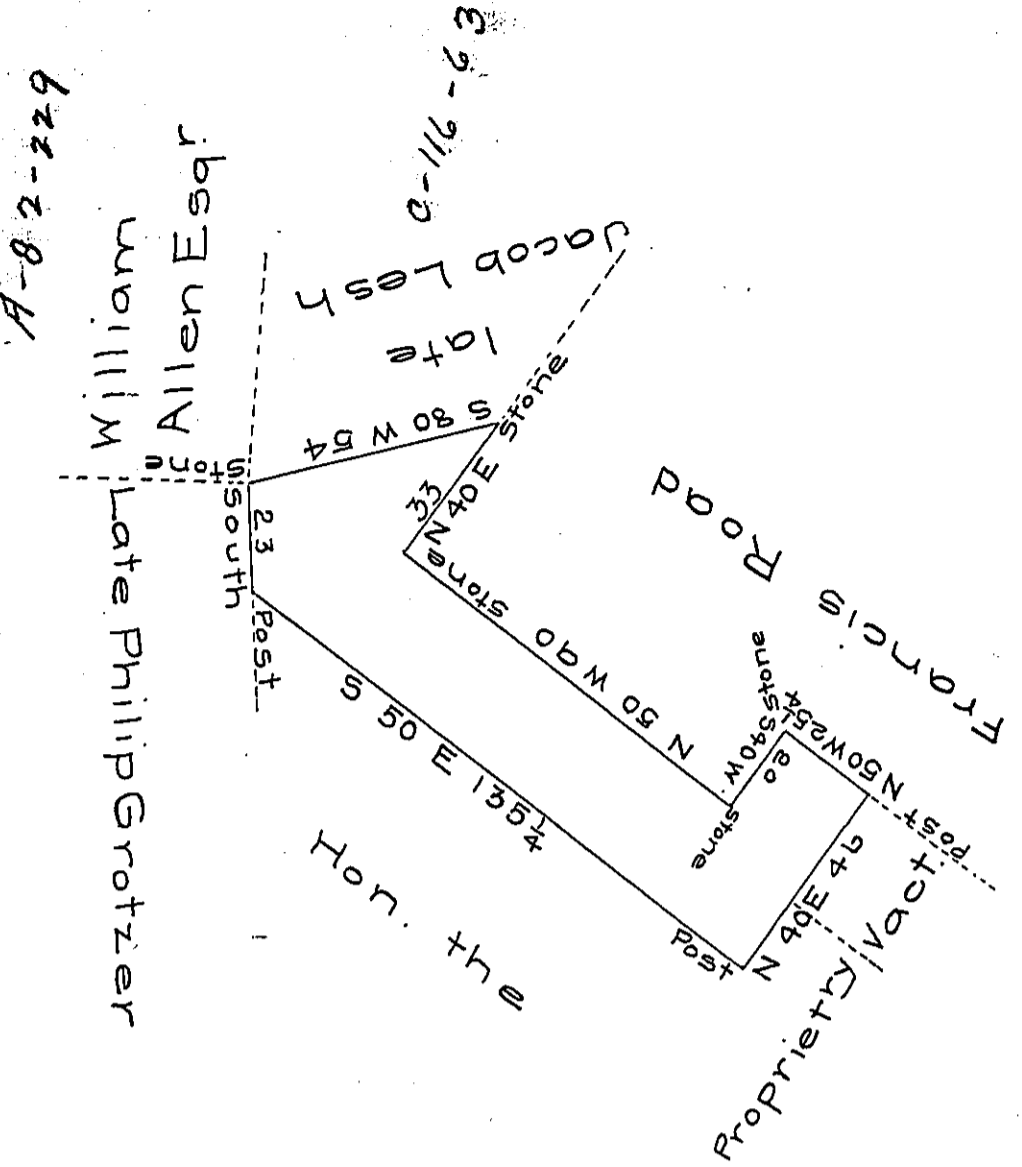 A-82-229
William
Allen Esqr.
C-116-63
Jacob Lesh
late
S 80 W 54
Stone
South
23
Post
Late Philip Grotzer
Stone
N 40 E
33
stone
N 50 W 90
S 50 E 135¼
Hon. the
Francis Road
Stone
S 40 W.
20
stone
N 50 W 25¼
Post
N 40 E 46
Post
Propriety Vact.